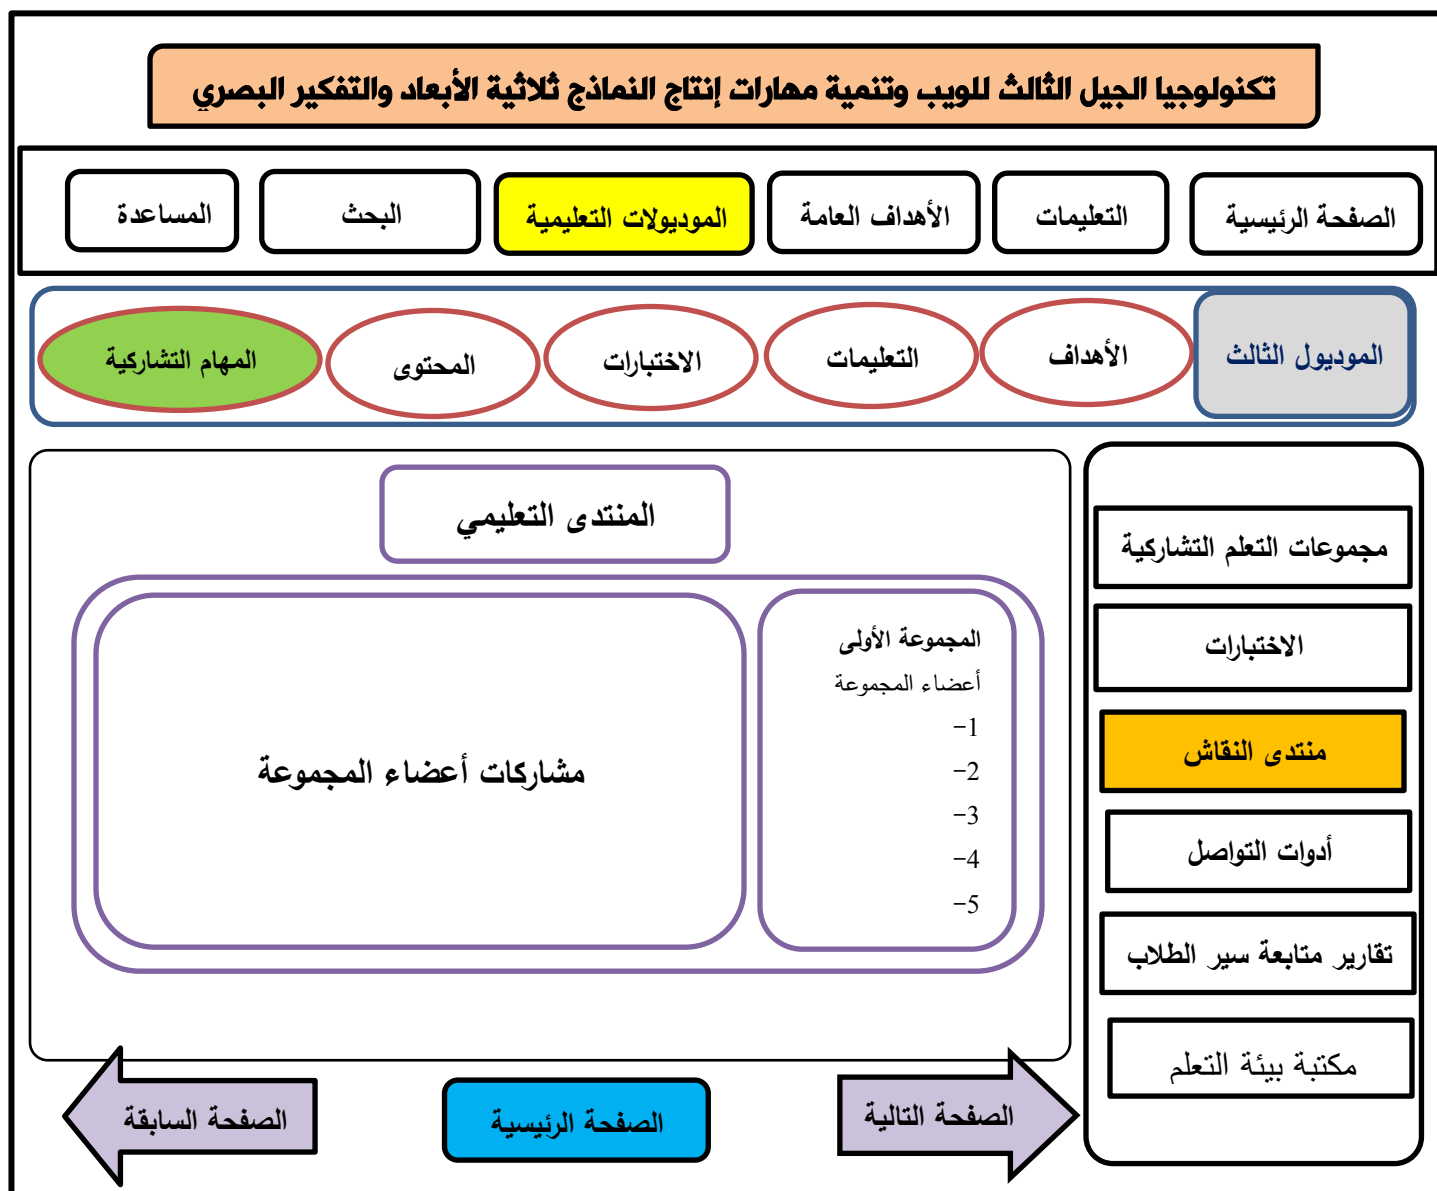 تكنولوجيا الجيل الثالث للويب وتنمية مهارات إنتاج النماذج ثلاثية الأبعاد والتفكير البصري
الصفحة الرئيسية
التعليمات
الأهداف العامة
الموديولات التعليمية
البحث
المساعدة
الموديول الثالث
الأهداف
التعليمات
الاختبارات
المحتوى
المهام التشاركية
مجموعات التعلم التشاركية
الاختبارات
منتدى النقاش
أدوات التواصل
تقارير متابعة سير الطلاب
مكتبة بيئة التعلم
المنتدى التعليمي
المجموعة الأولى
أعضاء المجموعة
1-
2-
3-
4-
5-
مشاركات أعضاء المجموعة
الصفحة التالية
الصفحة الرئيسية
الصفحة السابقة